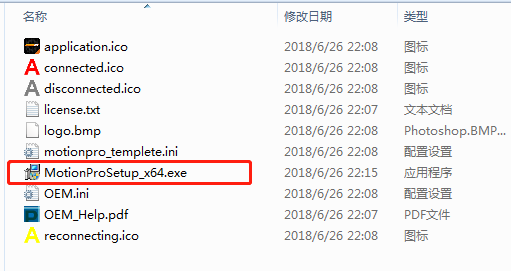 名称 修改日期 类型
application.ico 2018/6/26 22:08 图标
connected.ico 2018/6/26 22:08 图标
disconnected.ico 2018/6/26 22:08 图标
license.txt 2018/6/26 22:07 文本文档
logo.bmp 2018/6/26 22:08 Photoshop.BMP...
motionpro_templete.ini 2018/6/26 22:08 配置设置
MotionProSetup_x64.exe 2018/6/26 22:15 应用程序
OEM.ini 2018/6/26 22:08 配置设置
OEM_Help.pdf 2018/6/26 22:07 PDF文件
reconnecting.ico 2018/6/26 22:08 图标